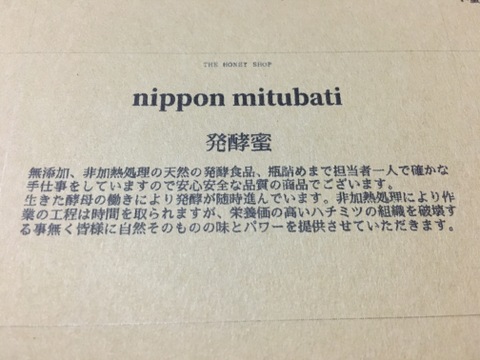 THE HONEY SHOP
nippon mitubati
発酵蜜
無添加、非加熱処理の天然の発酵食品、瓶詰めまで担当者一人で確かな
手仕事をしていますので安心安全な品質の商品でございます。
生きた酵母の働きにより発酵が随時進んでいます。非加熱処理により作
業の工程は時間を取られますが、栄養価の高いハチミツの組織を破壊す
る事無く皆様に自然そのものの味とパワーを提供させていただきます。